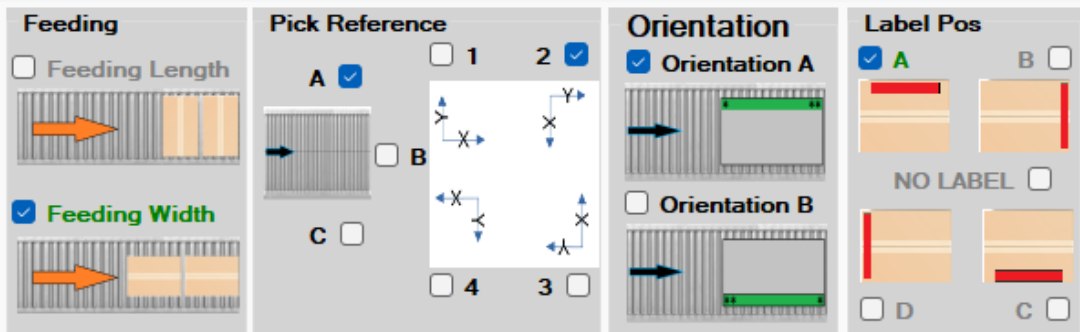 Feeding
Feeding Length
Feeding Width
Pick Reference
A
B
C
1
2
Y
X
Y
X
X
Y
X
Y
4
3
Orientation
Orientation A
Orientation B
Label Pos
A
B
NO LABEL
D
C